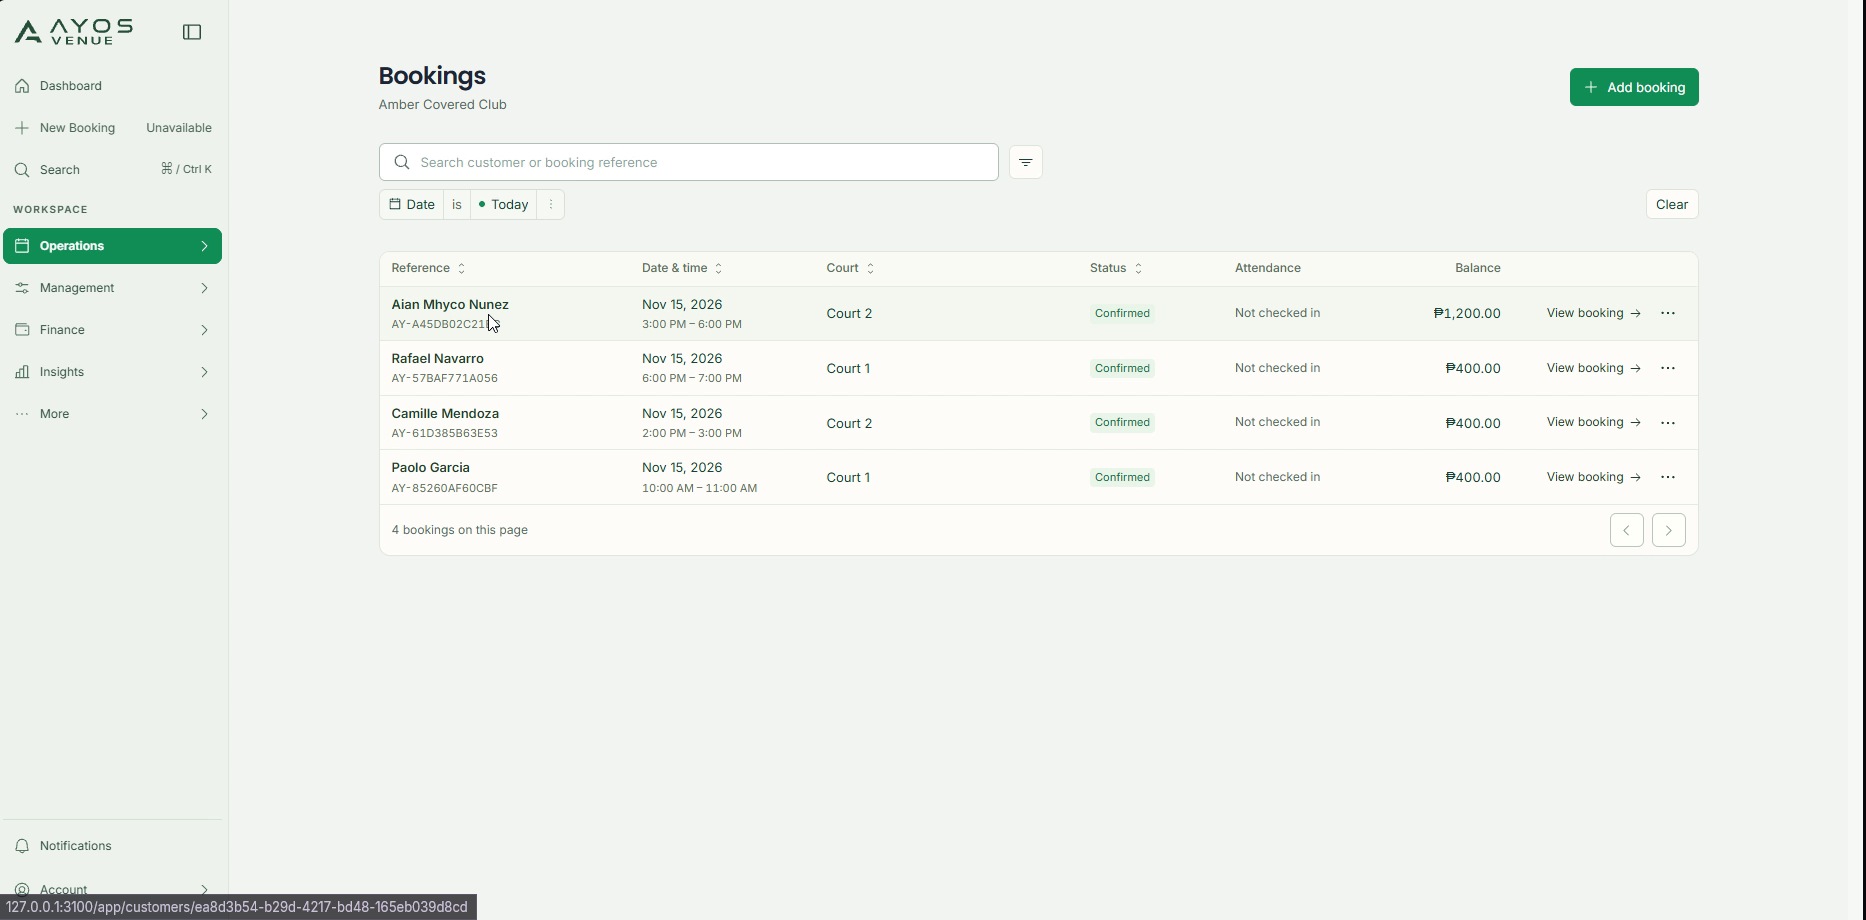 AYOS
VENUE
Dashboard
New Booking Unavailable
Search ⌘ / Ctrl K
WORKSPACE
Operations
Management
Finance
Insights
More
Notifications
Account
127.0.0.1:3100/app/customers/ea8d3b54-b29d-4217-bd48-165eb039d8cd
Bookings
Amber Covered Club
+ Add booking
Search customer or booking reference
Date is Today
Clear
Reference Date & time Court Status Attendance Balance
Aian Mhyco Nunez Nov 15, 2026 Court 2 Confirmed Not checked in ₱1,200.00 View booking →
3:00 PM – 6:00 PM
Rafael Navarro Nov 15, 2026 Court 1 Confirmed Not checked in ₱400.00 View booking →
AY-57BAF771A056 6:00 PM – 7:00 PM
Camille Mendoza Nov 15, 2026 Court 2 Confirmed Not checked in ₱400.00 View booking →
AY-61D385B63E53 2:00 PM – 3:00 PM
Paolo Garcia Nov 15, 2026 Court 1 Confirmed Not checked in ₱400.00 View booking →
AY-85260AF60CBF 10:00 AM – 11:00 AM
4 bookings on this page